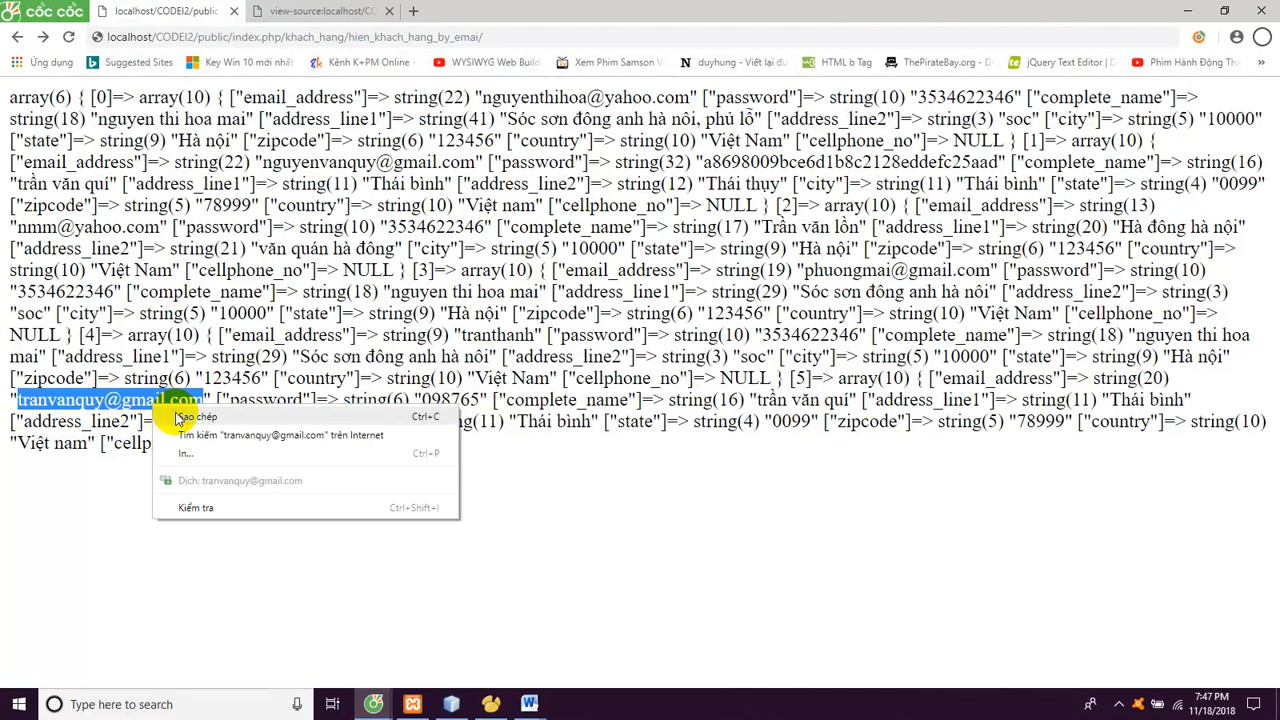 cốc cốc
localhost/CODEI2/public
view-source:localhost/CC
localhost/CODEI2/public/index.php/khach_hang/hien_khach_hang_by_emai/
Ứng dụng
Suggested Sites
Key Win 10 mới nhất
Kênh K+PM Online -
WYSIWYG Web Build
Xem Phim Samson V
duyhung - Viết lại đu
HTML b Tag
ThePirateBay.org - D
jQuery Text Editor | D
Phim Hành Động Th
array(6) { [0]=> array(10) { ["email_address"]=> string(22) "nguyenthihoa@yahoo.com" ["password"]=> string(10) "3534622346" ["complete_name"]=>
string(18) "nguyen thi hoa mai" ["address_line1"]=> string(41) "Sóc sơn đông anh hà nôi, phủ lỗ" ["address_line2"]=> string(3) "soc" ["city"]=> string(5) "10000"
["state"]=> string(9) "Hà nội" ["zipcode"]=> string(6) "123456" ["country"]=> string(10) "Việt Nam" ["cellphone_no"]=> NULL } [1]=> array(10) {
["email_address"]=> string(22) "nguyenvanquy@gmail.com" ["password"]=> string(32) "a8698009bce6d1b8c2128eddefc25aad" ["complete_name"]=> string(16)
"trần văn quí" ["address_line1"]=> string(11) "Thái bình" ["address_line2"]=> string(12) "Thái thụy" ["city"]=> string(11) "Thái bình" ["state"]=> string(4) "0099"
["zipcode"]=> string(5) "78999" ["country"]=> string(10) "Việt nam" ["cellphone_no"]=> NULL } [2]=> array(10) { ["email_address"]=> string(13)
"nmm@yahoo.com" ["password"]=> string(10) "3534622346" ["complete_name"]=> string(17) "Trần văn lồn" ["address_line1"]=> string(20) "Hà đông hà nội"
["address_line2"]=> string(21) "văn quán hà đông" ["city"]=> string(5) "10000" ["state"]=> string(9) "Hà nội" ["zipcode"]=> string(6) "123456" ["country"]=>
string(10) "Việt Nam" ["cellphone_no"]=> NULL } [3]=> array(10) { ["email_address"]=> string(19) "phuongmai@gmail.com" ["password"]=> string(10)
"3534622346" ["complete_name"]=> string(18) "nguyen thi hoa mai" ["address_line1"]=> string(29) "Sóc sơn đông anh hà nôi" ["address_line2"]=> string(3)
"soc" ["city"]=> string(5) "10000" ["state"]=> string(9) "Hà nội" ["zipcode"]=> string(6) "123456" ["country"]=> string(10) "Việt Nam" ["cellphone_no"]=>
NULL } [4]=> array(10) { ["email_address"]=> string(9) "tranthanh" ["password"]=> string(10) "3534622346" ["complete_name"]=> string(18) "nguyen thi hoa
mai" ["address_line1"]=> string(29) "Sóc sơn đông anh hà nôi" ["address_line2"]=> string(3) "soc" ["city"]=> string(5) "10000" ["state"]=> string(9) "Hà nội"
["zipcode"]=> string(6) "123456" ["country"]=> string(10) "Việt Nam" ["cellphone_no"]=> NULL } [5]=> array(10) { ["email_address"]=> string(20)
"tranvanquy@gmail.com" ["password"]=> string(6) "098765" ["complete_name"]=> string(16) "trần văn quí" ["address_line1"]=> string(11) "Thái bình"
["address_line2"]= (11) "Thái bình" ["state"]=> string(4) "0099" ["zipcode"]=> string(5) "78999" ["country"]=> string(10)
"Việt nam" ["cellp
Sao chép Ctrl+C
Tìm kiếm "tranvanquy@gmail.com" trên Internet
In... Ctrl+P
Dịch: tranvanquy@gmail.com
Kiểm tra Ctrl+Shift+I
Type here to search
7:47 PM
11/18/2018